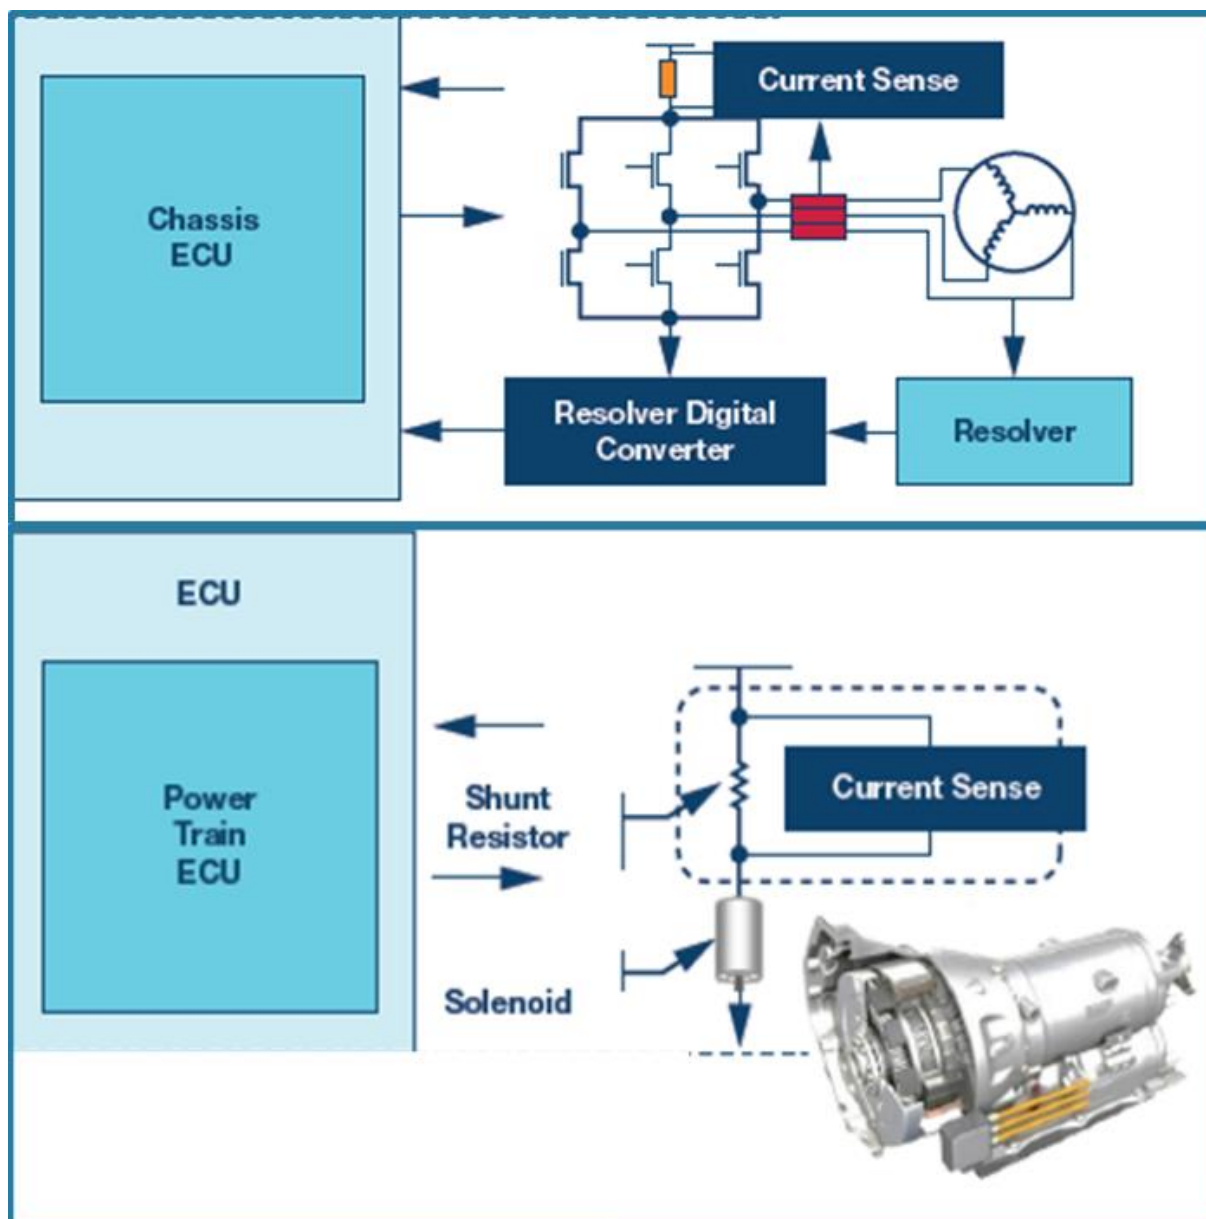 Current Sense
Chassis
ECU
Resolver Digital
Converter
Resolver
ECU
Power
Train
ECU
Shunt
Resistor
Current Sense
Solenoid